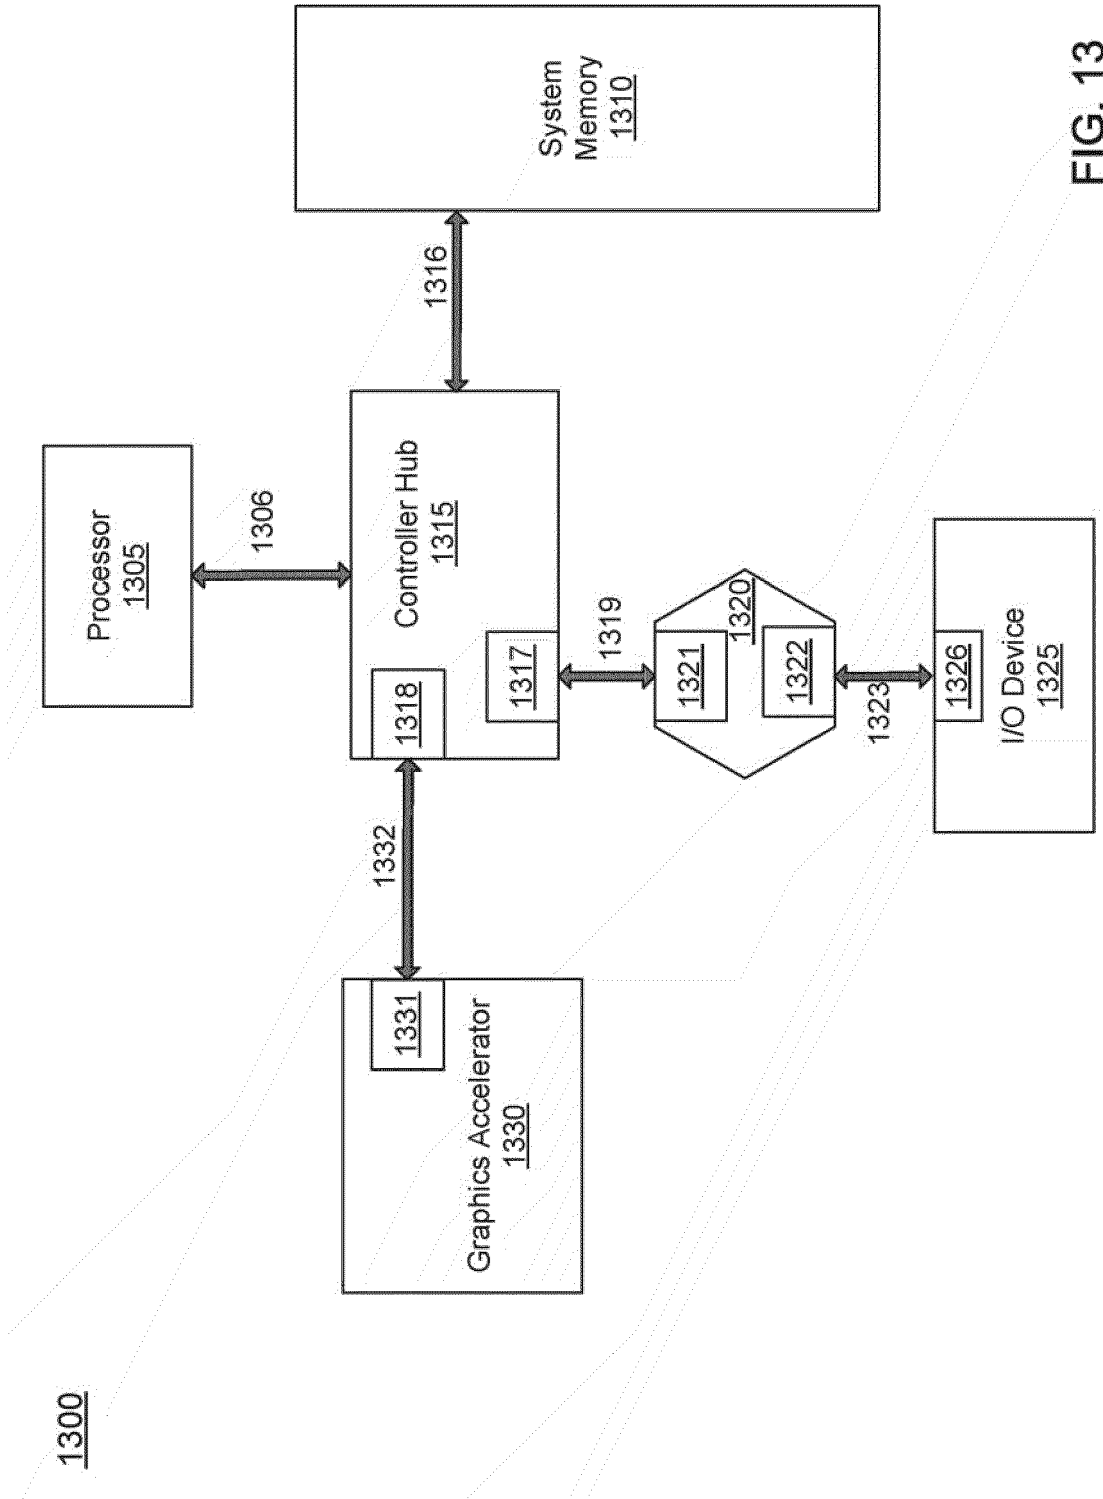 1300
Processor
1305
1306
Graphics Accelerator
1330
1331
1332
1318
Controller Hub
1315
1317
1316
System
Memory
1310
1319
1321
1320
1322
1323
1326
I/O Device
1325
FIG. 13